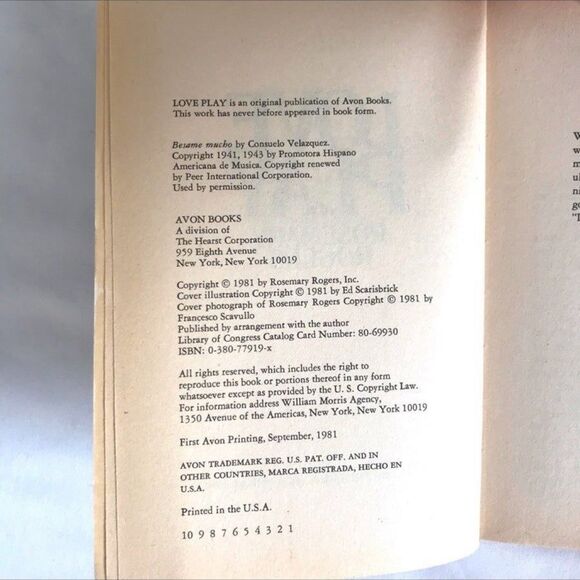 LOVE PLAY is an original publication of Avon Books.
This work has never before appeared in book form.
Besame mucho by Consuelo Velazquez.
Copyright 1941, 1943 by Promotora Hispano
Americana de Musica. Copyright renewed
by Peer International Corporation.
Used by permission.
AVON BOOKS
A division of
The Hearst Corporation
959 Eighth Avenue
New York, New York 10019
Copyright © 1981 by Rosemary Rogers, Inc.
Cover illustration Copyright © 1981 by Ed Scarisbrick
Cover photograph of Rosemary Rogers Copyright © 1981 by
Francesco Scavullo
Published by arrangement with the author
Library of Congress Catalog Card Number: 80-69930
ISBN: 0-380-77919-x
All rights reserved, which includes the right to
reproduce this book or portions thereof in any form
whatsoever except as provided by the U. S. Copyright Law.
For information address William Morris Agency,
1350 Avenue of the Americas, New York, New York 10019
First Avon Printing, September, 1981
AVON TRADEMARK REG. U.S. PAT. OFF. AND IN
OTHER COUNTRIES, MARCA REGISTRADA, HECHO EN
U.S.A.
Printed in the U.S.A.
10 9 8 7 6 5 4 3 2 1